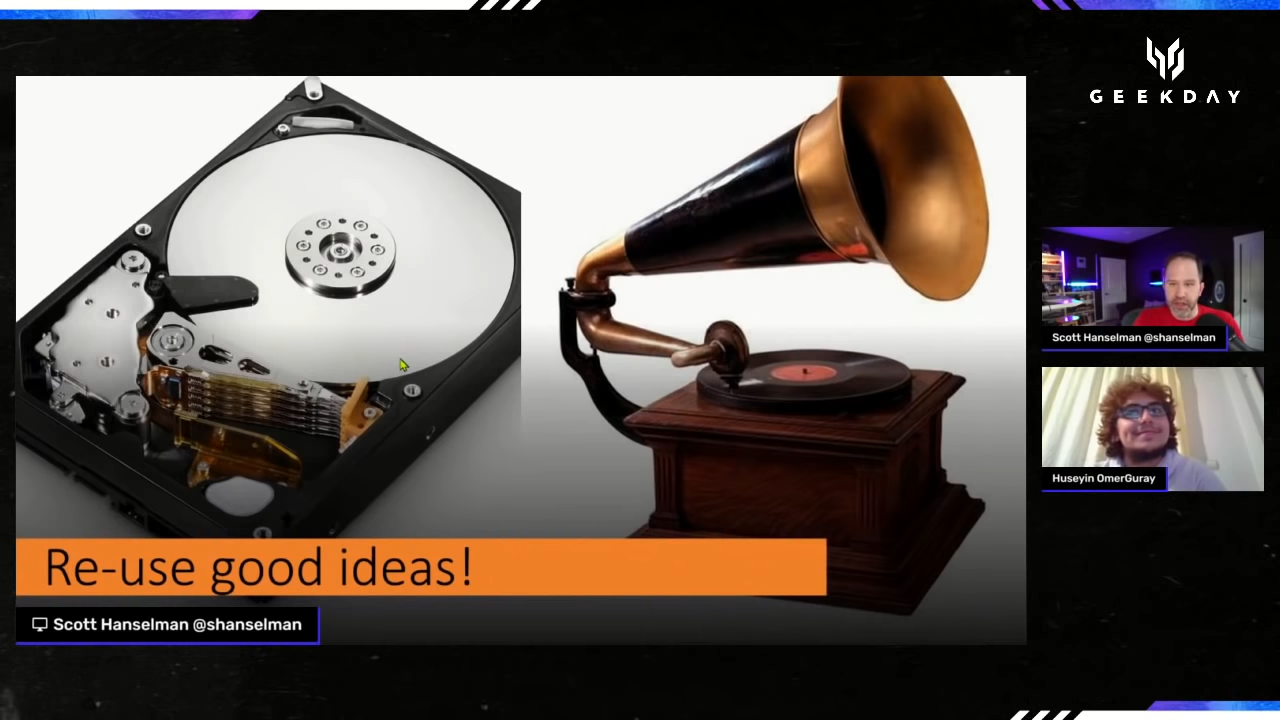 GEEKDAY
Scott Hanselman @shanselman
Huseyin OmerGuray
Re-use good ideas!
Scott Hanselman @shanselman